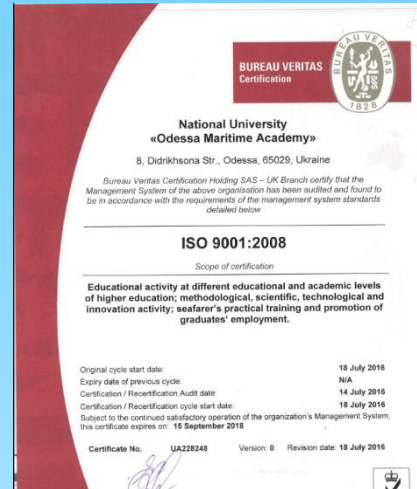 BUREAU VERITAS
Certification
BUREAU VERITAS
1828
National University
«Odessa Maritime Academy»
8, Didrikhsona Str., Odessa, 65029, Ukraine
Bureau Veritas Certification Holding SAS – UK Branch certify that the
Management System of the above organisation has been audited and found to
be in accordance with the requirements of the management system standards
detailed below
ISO 9001:2008
Scope of certification
Educational activity at different educational and academic levels
of higher education; methodological, scientific, technological and
innovation activity; seafarer's practical training and promotion of
graduates' employment.
Original cycle start date: 18 July 2016
Expiry date of previous cycle: N/A
Certification / Recertification Audit date: 14 July 2016
Certification / Recertification cycle start date: 18 July 2016
Subject to the continued satisfactory operation of the organization's Management System,
this certificate expires on: 15 September 2018
Certificate No. UA228248 Version: 0 Revision date: 18 July 2016